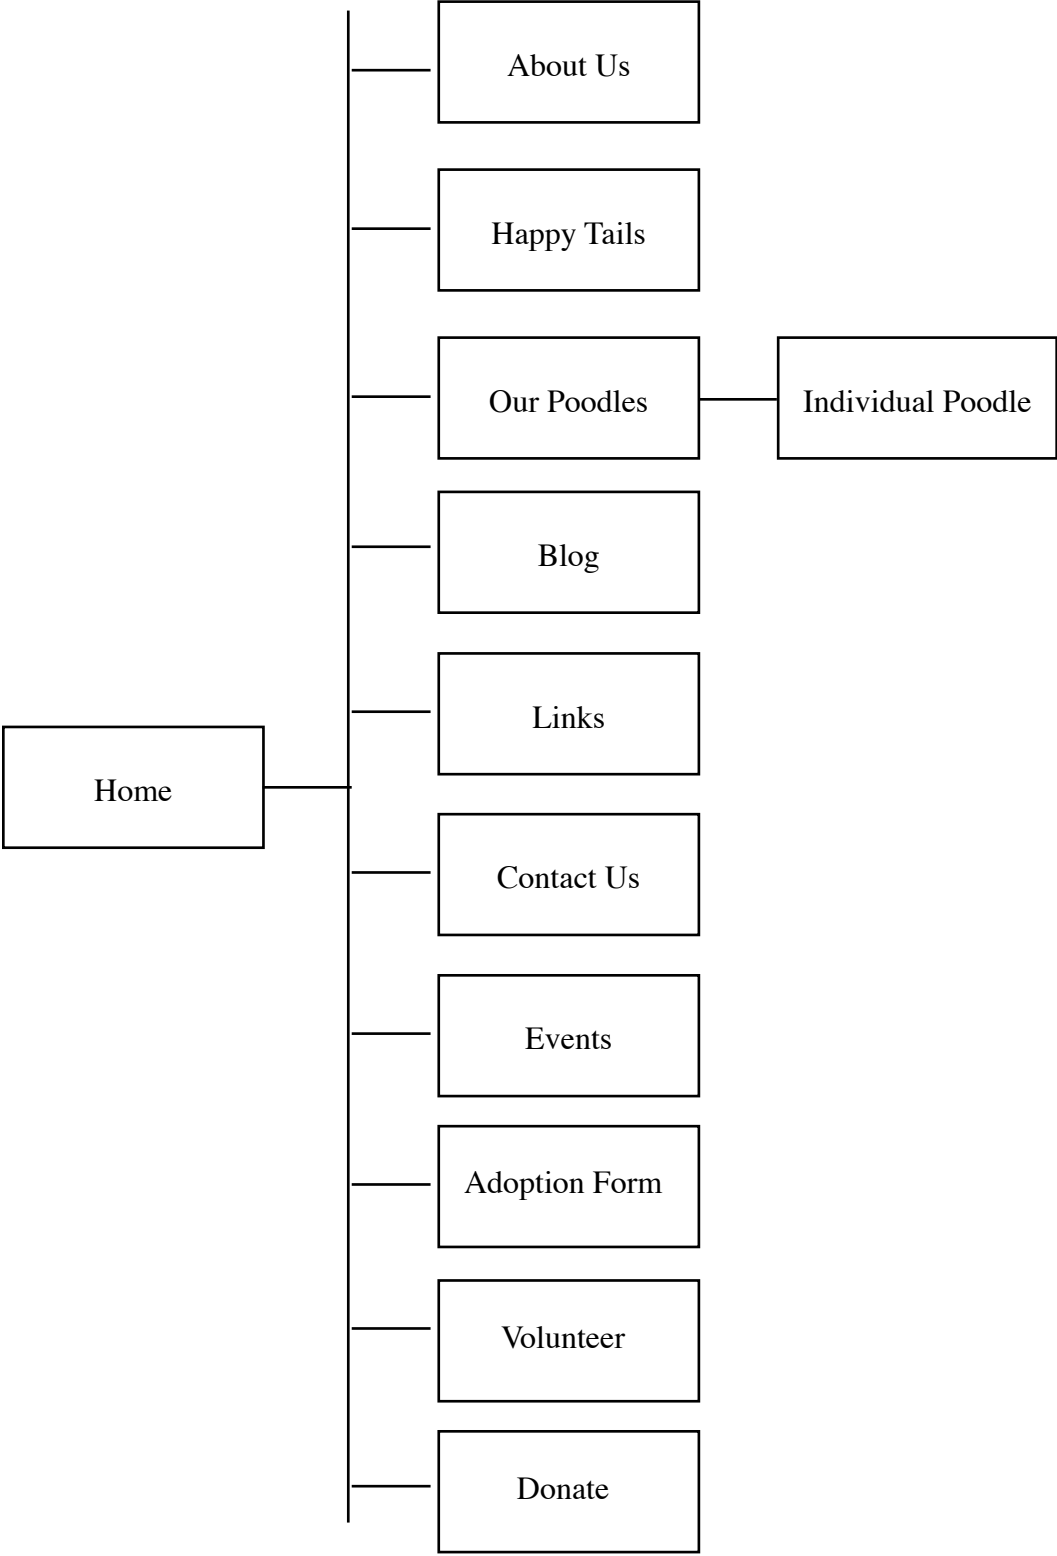 About Us
Happy Tails
Our Poodles
Individual Poodle
Blog
Links
Home
Contact Us
Events
Adoption Form
Volunteer
Donate